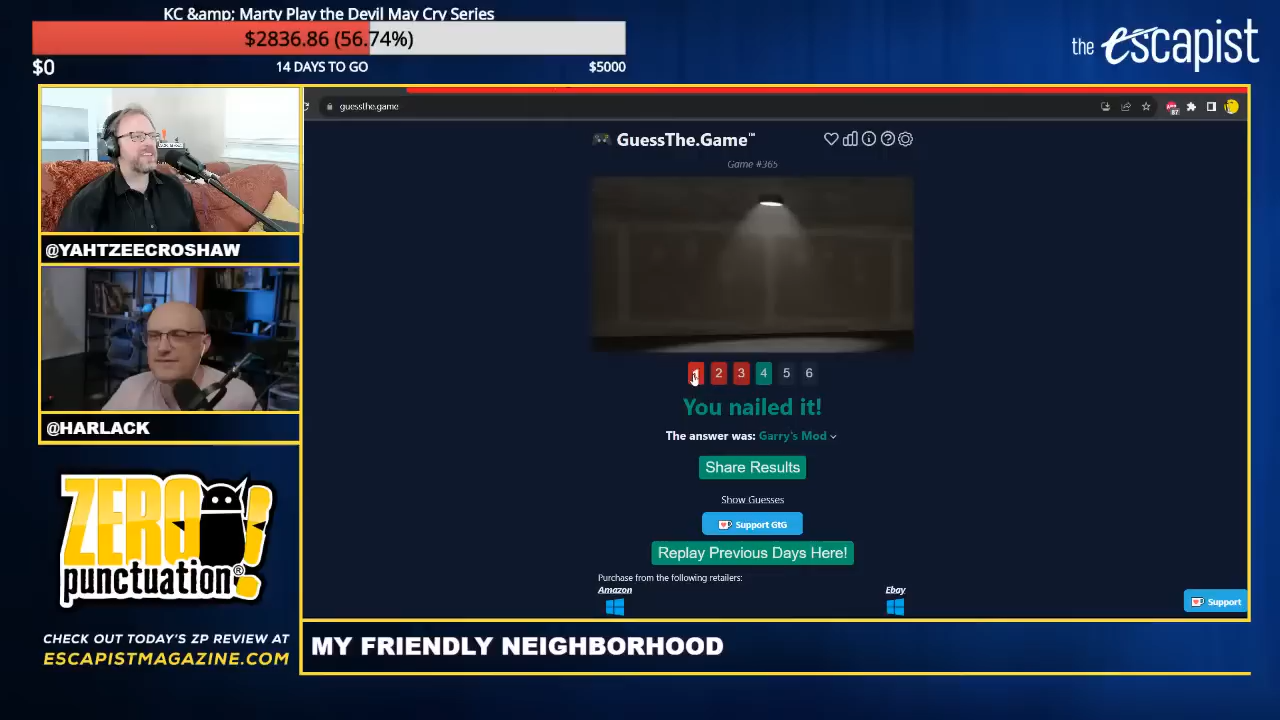 KC &amp; Marty Play the Devil May Cry Series
$2836.86 (56.74%)
$0
14 DAYS TO GO
$5000
the escapist
guessthe.game
GuessThe.Game™
Game #365
@YAHTZEECROSHAW
1 2 3 4 5 6
You nailed it!
The answer was: Garry's Mod
@HARLACK
Share Results
Show Guesses
Support GtG
Replay Previous Days Here!
Purchase from the following retailers:
Amazon
Ebay
Support
ZERO
punctuation®
CHECK OUT TODAY'S ZP REVIEW AT
ESCAPISTMAGAZINE.COM
MY FRIENDLY NEIGHBORHOOD